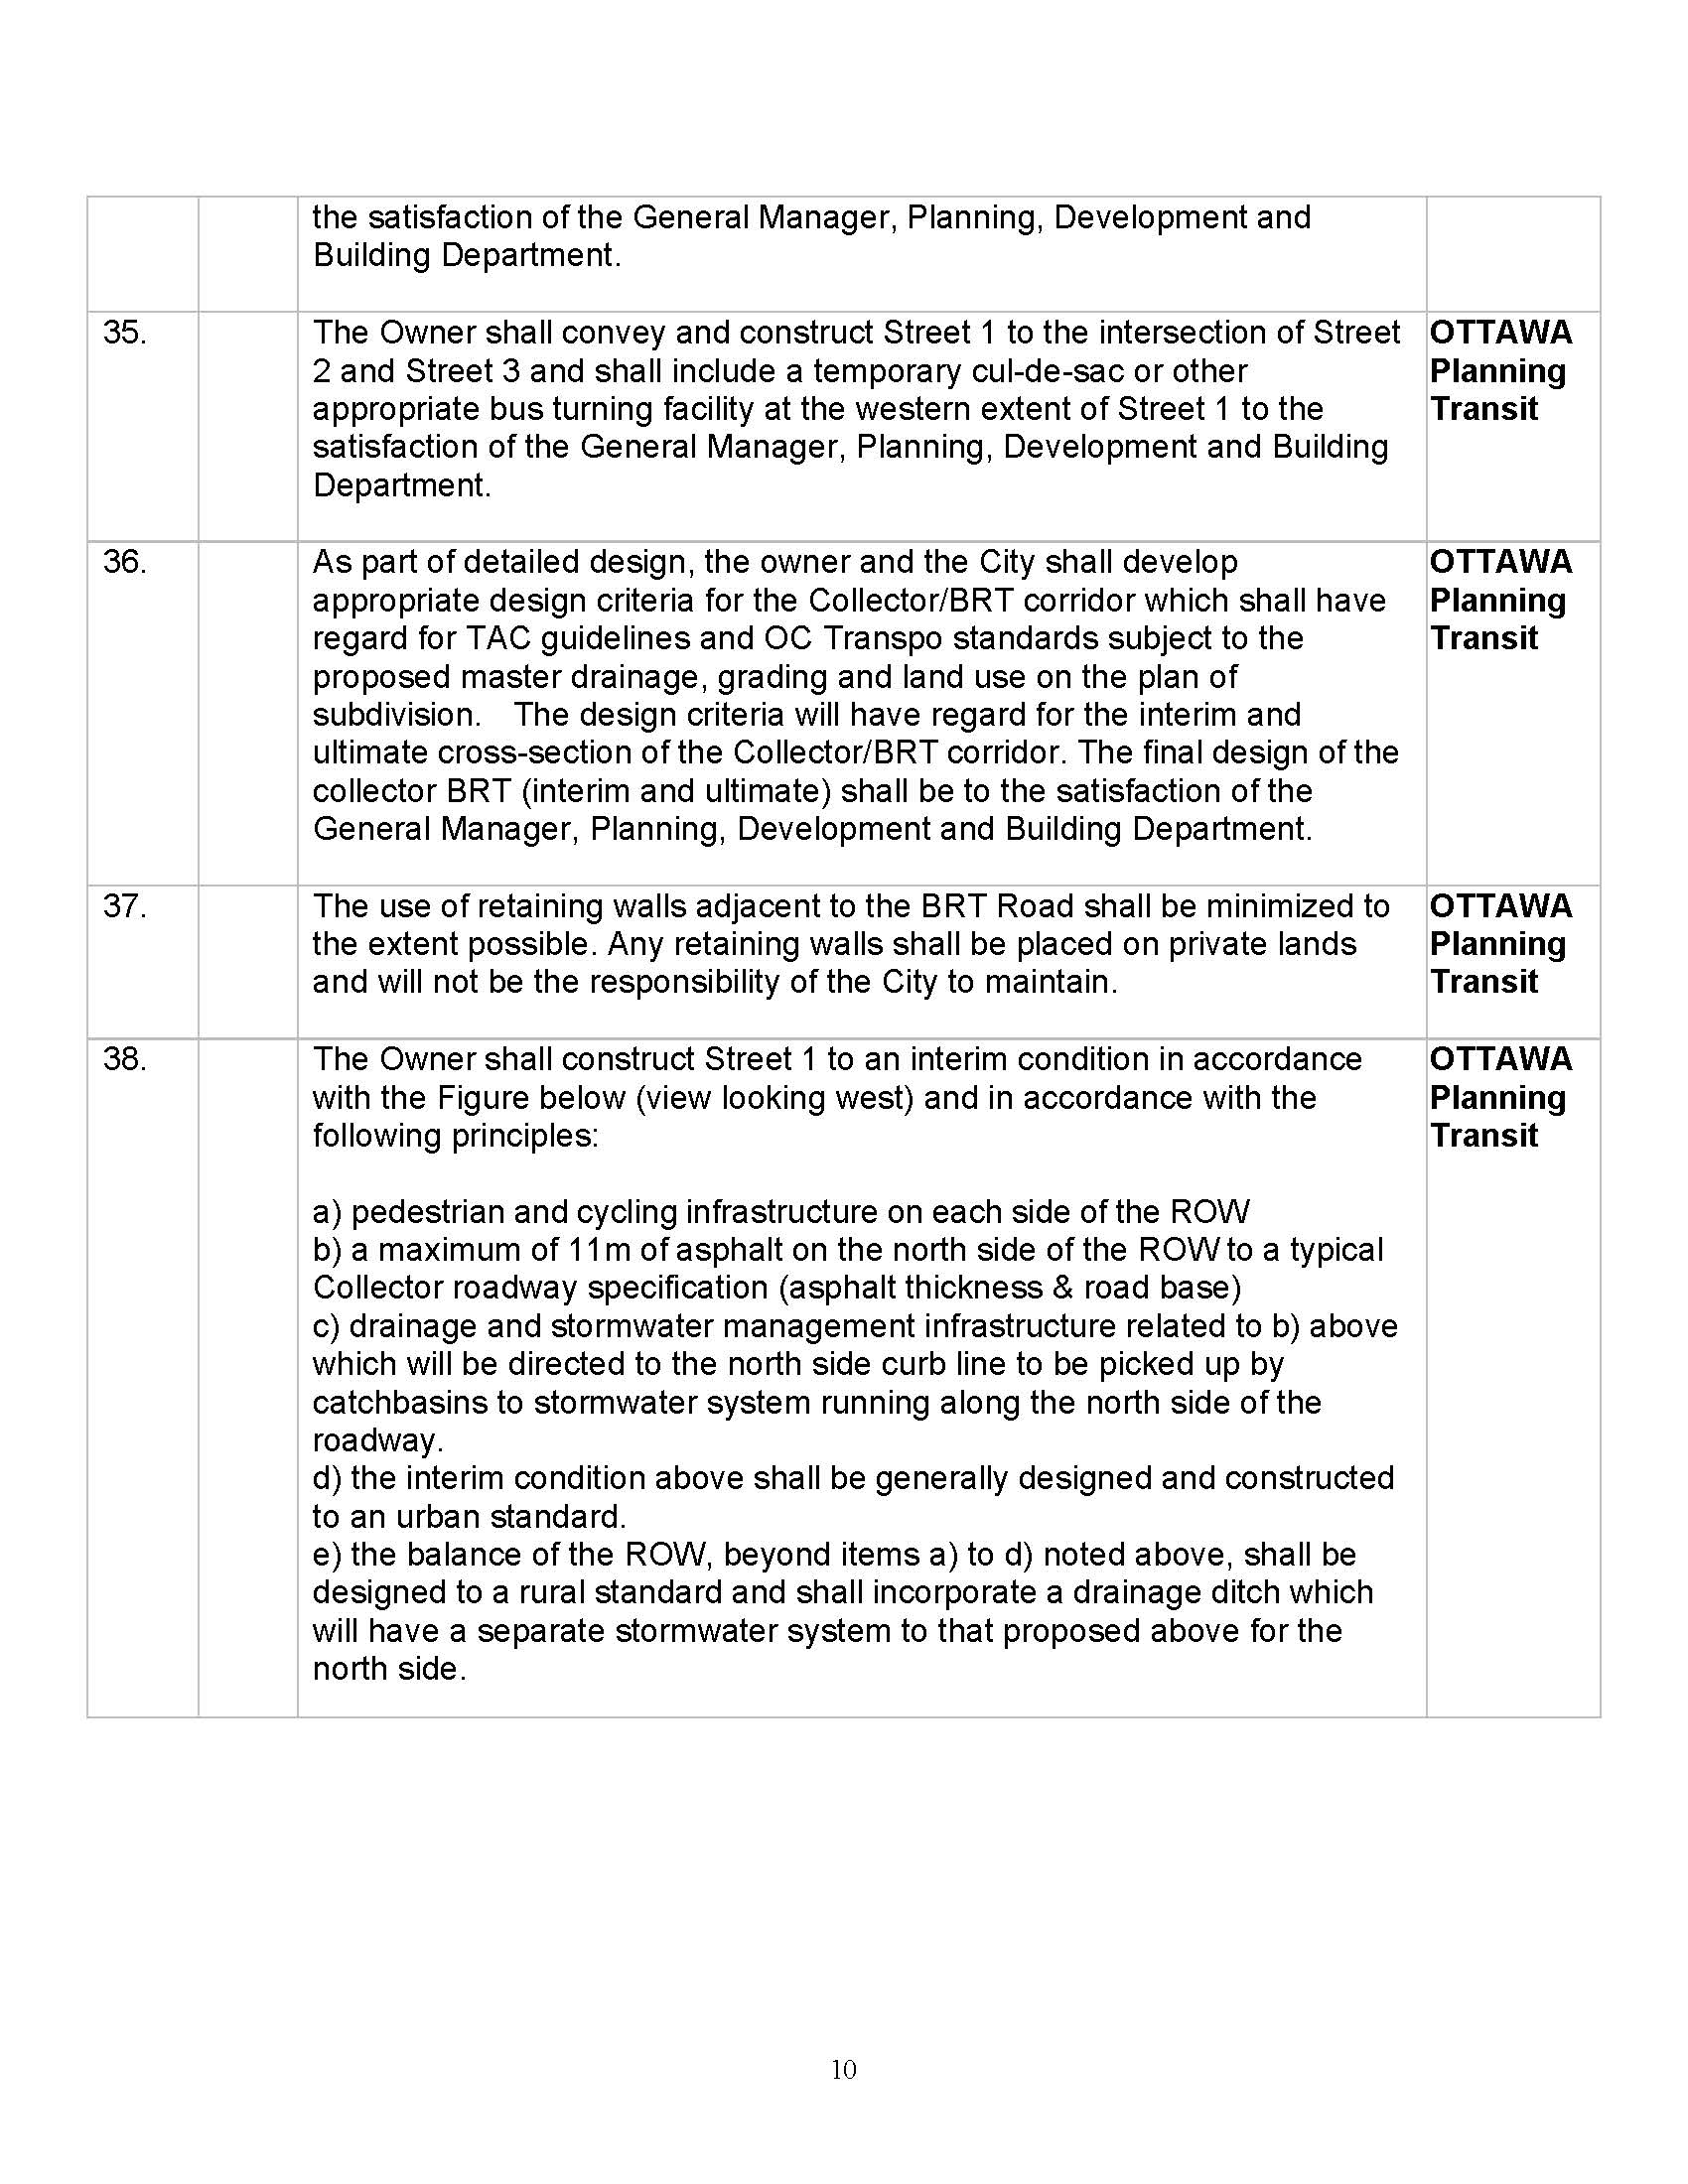 the satisfaction of the General Manager, Planning, Development and
Building Department.
35.
The Owner shall convey and construct Street 1 to the intersection of Street
2 and Street 3 and shall include a temporary cul-de-sac or other
appropriate bus turning facility at the western extent of Street 1 to the
satisfaction of the General Manager, Planning, Development and Building
Department.
OTTAWA
Planning
Transit
36.
As part of detailed design, the owner and the City shall develop
appropriate design criteria for the Collector/BRT corridor which shall have
regard for TAC guidelines and OC Transpo standards subject to the
proposed master drainage, grading and land use on the plan of
subdivision.   The design criteria will have regard for the interim and
ultimate cross-section of the Collector/BRT corridor. The final design of the
collector BRT (interim and ultimate) shall be to the satisfaction of the
General Manager, Planning, Development and Building Department.
OTTAWA
Planning
Transit
37.
The use of retaining walls adjacent to the BRT Road shall be minimized to
the extent possible. Any retaining walls shall be placed on private lands
and will not be the responsibility of the City to maintain.
OTTAWA
Planning
Transit
38.
The Owner shall construct Street 1 to an interim condition in accordance
with the Figure below (view looking west) and in accordance with the
following principles:
a) pedestrian and cycling infrastructure on each side of the ROW
b) a maximum of 11m of asphalt on the north side of the ROW to a typical
Collector roadway specification (asphalt thickness & road base)
c) drainage and stormwater management infrastructure related to b) above
which will be directed to the north side curb line to be picked up by
catchbasins to stormwater system running along the north side of the
roadway.
d) the interim condition above shall be generally designed and constructed
to an urban standard.
e) the balance of the ROW, beyond items a) to d) noted above, shall be
designed to a rural standard and shall incorporate a drainage ditch which
will have a separate stormwater system to that proposed above for the
north side.
OTTAWA
Planning
Transit
10